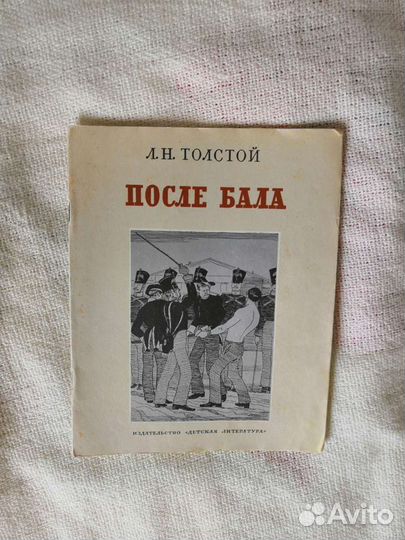 Л.Н. ТОЛСТОЙ
ПОСЛЕ БАЛА
ИЗДАТЕЛЬСТВО «ДЕТСКАЯ ЛИТЕРАТУРА»
Avito